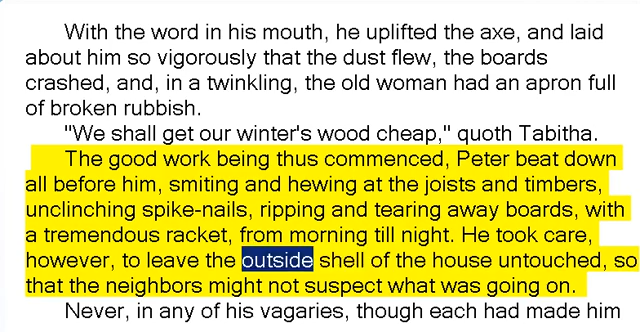 With the word in his mouth, he uplifted the axe, and laid
about him so vigorously that the dust flew, the boards
crashed, and, in a twinkling, the old woman had an apron full
of broken rubbish.
"We shall get our winter's wood cheap," quoth Tabitha.
The good work being thus commenced, Peter beat down
all before him, smiting and hewing at the joists and timbers,
unclinching spike-nails, ripping and tearing away boards, with
a tremendous racket, from morning till night. He took care,
however, to leave the outside shell of the house untouched, so
that the neighbors might not suspect what was going on.
Never, in any of his vagaries, though each had made him